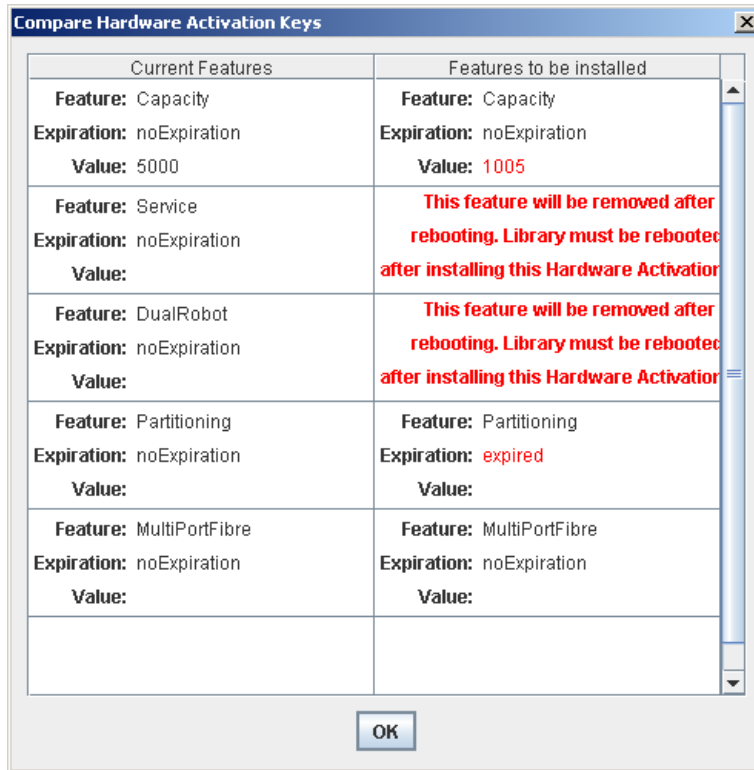 Compare Hardware Activation Keys
Current Features
Features to be installed
Feature: Capacity
Expiration: noExpiration
Value: 5000
Feature: Capacity
Expiration: noExpiration
Value: 1005
Feature: Service
Expiration: noExpiration
Value:
This feature will be removed after
rebooting. Library must be rebooted
after installing this Hardware Activation
Feature: DualRobot
Expiration: noExpiration
Value:
This feature will be removed after
rebooting. Library must be rebooted
after installing this Hardware Activation
Feature: Partitioning
Expiration: noExpiration
Value:
Feature: Partitioning
Expiration: expired
Value:
Feature: MultiPortFibre
Expiration: noExpiration
Value:
Feature: MultiPortFibre
Expiration: noExpiration
Value:
OK